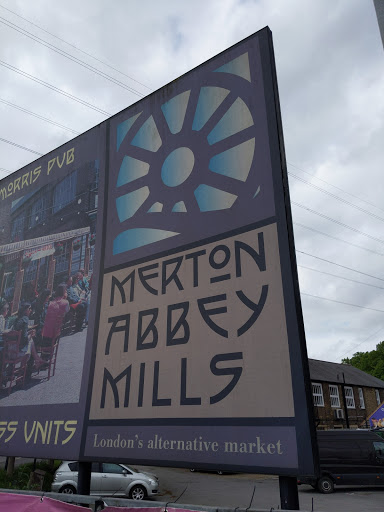 MORRIS PUB
MERTON
ABBEY
MILLS
SS UNITS
London's alternative market